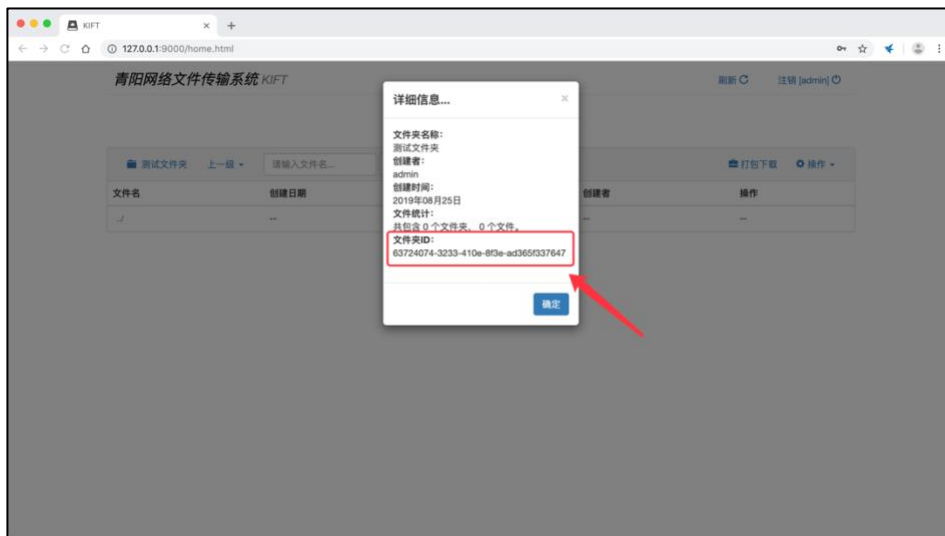 KIFT
127.0.0.1:9000/home.html
青阳网络文件传输系统 KIFT
刷新
注销 [admin]
详细信息...
文件夹名称：
测试文件夹
创建者：
admin
创建时间：
2019年08月25日
文件统计：
共包含 0 个文件夹、 0 个文件。
文件夹ID：
63724074-3233-410e-8f3e-ad365f337647
确定
测试文件夹
上一级
请输入文件名...
打包下载
操作
文件名
创建日期
创建者
操作
../
--
--
--